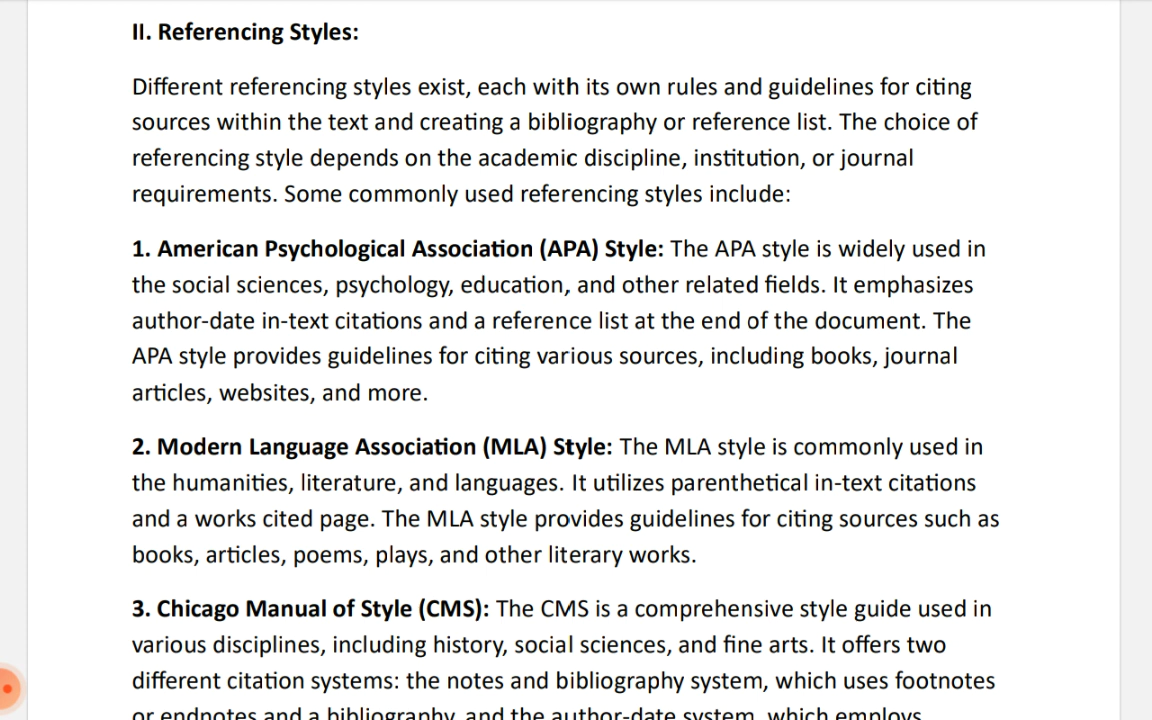 II. Referencing Styles:
Different referencing styles exist, each with its own rules and guidelines for citing
sources within the text and creating a bibliography or reference list. The choice of
referencing style depends on the academic discipline, institution, or journal
requirements. Some commonly used referencing styles include:
1. American Psychological Association (APA) Style: The APA style is widely used in
the social sciences, psychology, education, and other related fields. It emphasizes
author-date in-text citations and a reference list at the end of the document. The
APA style provides guidelines for citing various sources, including books, journal
articles, websites, and more.
2. Modern Language Association (MLA) Style: The MLA style is commonly used in
the humanities, literature, and languages. It utilizes parenthetical in-text citations
and a works cited page. The MLA style provides guidelines for citing sources such as
books, articles, poems, plays, and other literary works.
3. Chicago Manual of Style (CMS): The CMS is a comprehensive style guide used in
various disciplines, including history, social sciences, and fine arts. It offers two
different citation systems: the notes and bibliography system, which uses footnotes
or endnotes and a bibliography, and the author-date system, which employs